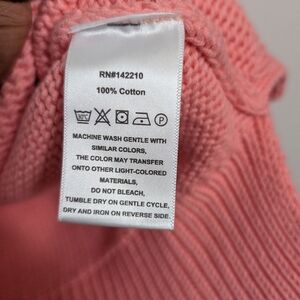 RN#142210
100% Cotton
MACHINE WASH GENTLE WITH
SIMILAR COLORS,
THE COLOR MAY TRANSFER
ONTO OTHER LIGHT-COLORED
MATERIALS,
DO NOT BLEACH,
TUMBLE DRY ON GENTLE CYCLE,
DRY AND IRON ON REVERSE SIDE.